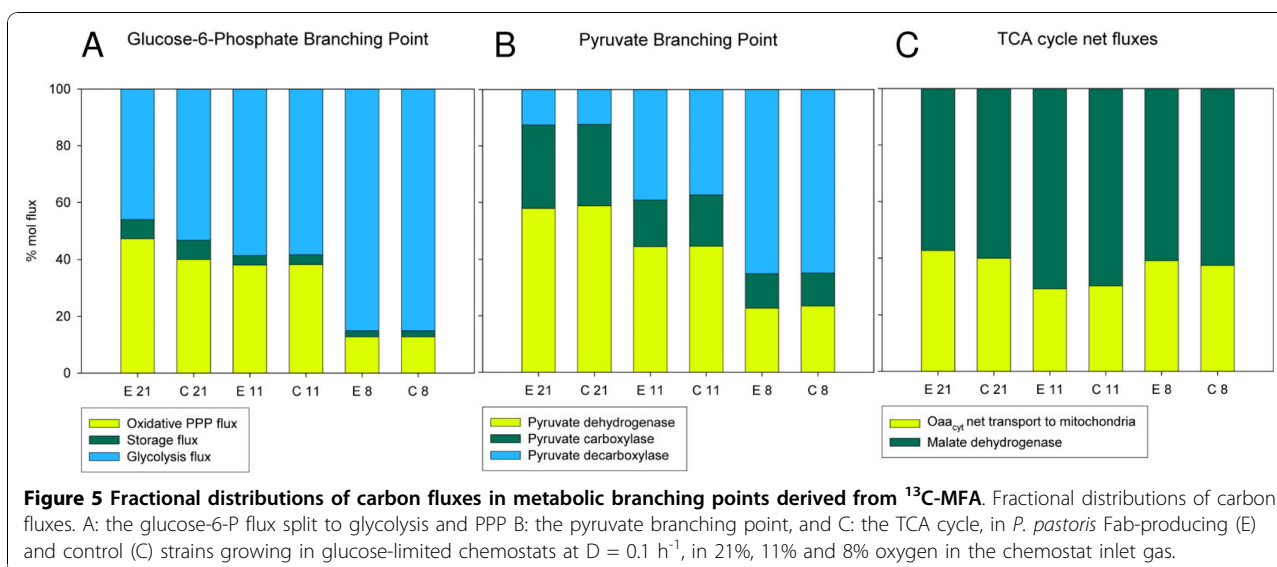 A
Glucose-6-Phosphate Branching Point
% mol flux
100
80
60
40
20
0
E 21 C 21 E 11 C 11 E 8 C 8
Oxidative PPP flux
Storage flux
Glycolysis flux
B
Pyruvate Branching Point
E 21 C 21 E 11 C 11 E 8 C 8
Pyruvate dehydrogenase
Pyruvate carboxylase
Pyruvate decarboxylase
C
TCA cycle net fluxes
E 21 C 21 E 11 C 11 E 8 C 8
Oaacyt net transport to mitochondria
Malate dehydrogenase
Figure 5 Fractional distributions of carbon fluxes in metabolic branching points derived from 13C-MFA. Fractional distributions of carbon
fluxes. A: the glucose-6-P flux split to glycolysis and PPP B: the pyruvate branching point, and C: the TCA cycle, in P. pastoris Fab-producing (E)
and control (C) strains growing in glucose-limited chemostats at D = 0.1 h-1, in 21%, 11% and 8% oxygen in the chemostat inlet gas.